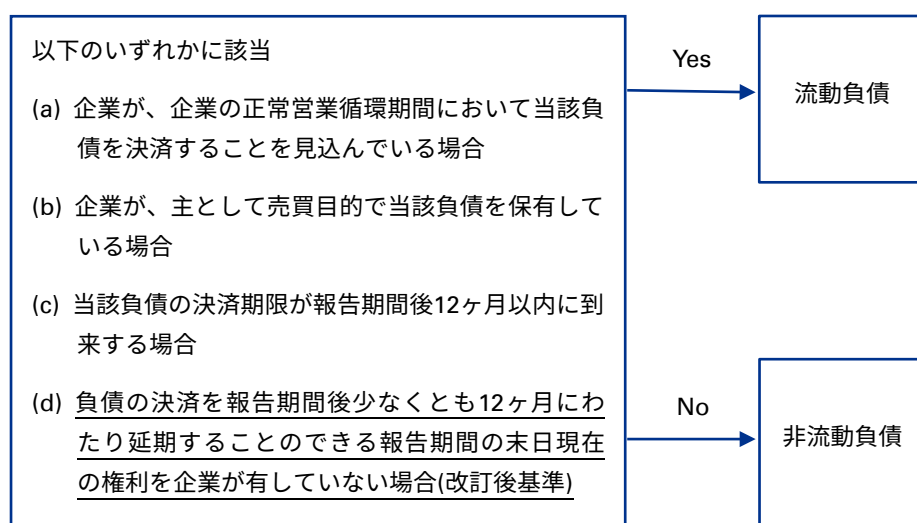 以下のいずれかに該当
(a) 企業が、企業の正常営業循環期間において当該負
債を決済することを見込んでいる場合
(b) 企業が、主として売買目的で当該負債を保有して
いる場合
(c) 当該負債の決済期限が報告期間後12ヶ月以内に到
来する場合
(d) 負債の決済を報告期間後少なくとも12ヶ月にわ
たり延期することのできる報告期間の末日現在
の権利を企業が有していない場合(改訂後基準)
Yes
流動負債
No
非流動負債